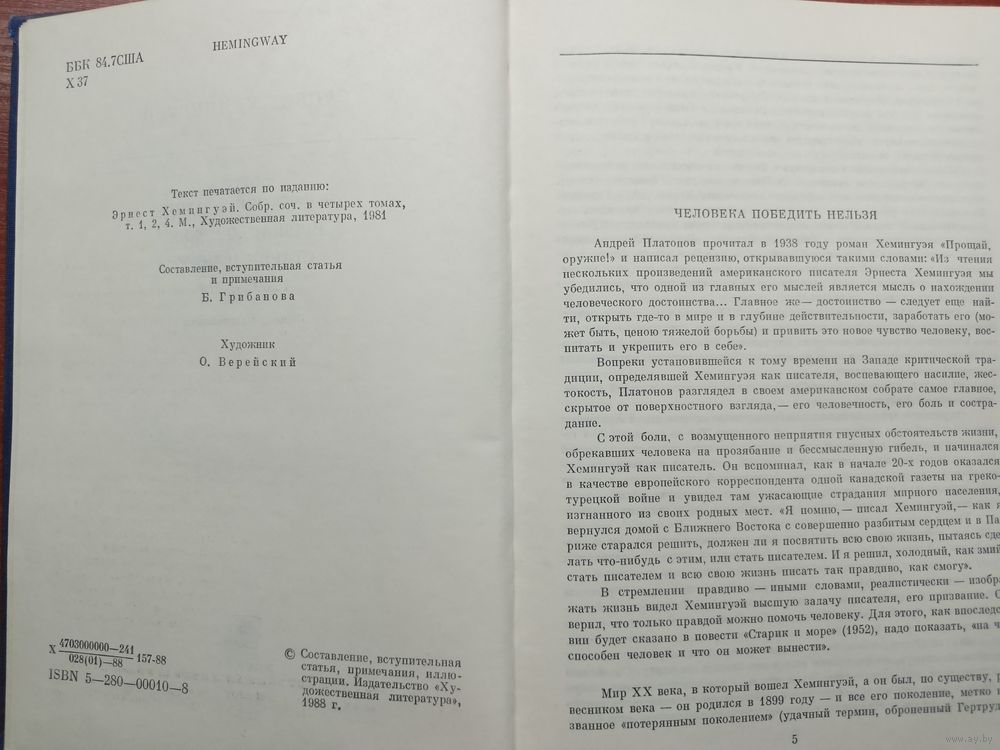 HEMINGWAY
ББК 84.7США
Х 37
Текст печатается по изданию:
Эрнест Хемингуэй. Собр. соч. в четырех томах,
т. 1, 2, 4. М., Художественная литература, 1981
Составление, вступительная статья
и примечания
Б. Грибанова
Художник
О. Верейский
Х 4703000000—241
028(01)—88 157-88
ISBN 5—280—00010—8
© Составление, вступительная
статья, примечания, иллю-
страции. Издательство «Ху-
дожественная литература»,
1988 г.
ЧЕЛОВЕКА ПОБЕДИТЬ НЕЛЬЗЯ
Андрей Платонов прочитал в 1938 году роман Хемингуэя «Прощай,
оружие!» и написал рецензию, открывавшуюся такими словами: «Из чтения
нескольких произведений американского писателя Эрнеста Хемингуэя мы
убедились, что одной из главных его мыслей является мысль о нахождении
человеческого достоинства... Главное же — достоинство — следует еще най-
ти, открыть где-то в мире и в глубине действительности, заработать его (мо-
жет быть, ценою тяжелой борьбы) и привить это новое чувство человеку, вос-
питать и укрепить его в себе».
Вопреки установившейся к тому времени на Западе критической тра-
диции, определявшей Хемингуэя как писателя, воспевающего насилие, жес-
токость, Платонов разглядел в своем американском собрате самое главное,
скрытое от поверхностного взгляда, — его человечность, его боль и состра-
дание.
С этой боли, с возмущенного неприятия гнусных обстоятельств жизни,
обрекавших человека на прозябание и бессмысленную гибель, и начинался
Хемингуэй как писатель. Он вспоминал, как в начале 20-х годов оказался
в качестве европейского корреспондента одной канадской газеты на греко-
турецкой войне и увидел там ужасающие страдания мирного населения,
изгнанного из своих родных мест. «Я помню, — писал Хемингуэй, — как я
вернулся домой с Ближнего Востока с совершенно разбитым сердцем и в Па
риже старался решить, должен ли я посвятить всю свою жизнь, пытаясь сде
лать что-нибудь с этим, или стать писателем. И я решил, холодный, как змий
стать писателем и всю свою жизнь писать так правдиво, как смогу».
В стремлении правдиво — иными словами, реалистически — изобра
жать жизнь видел Хемингуэй высшую задачу писателя, его призвание. О
верил, что только правдой можно помочь человеку. Для этого, как впоследс
вии будет сказано в повести «Старик и море» (1952), надо показать, «на ч
способен человек и что он может вынести».
Мир XX века, в который вошел Хемингуэй, а он был, по существу, р
весником века — он родился в 1899 году — и все его поколение, метко
званное «потерянным поколением» (удачный термин, оброненный Гертруд
5
www.ay.by